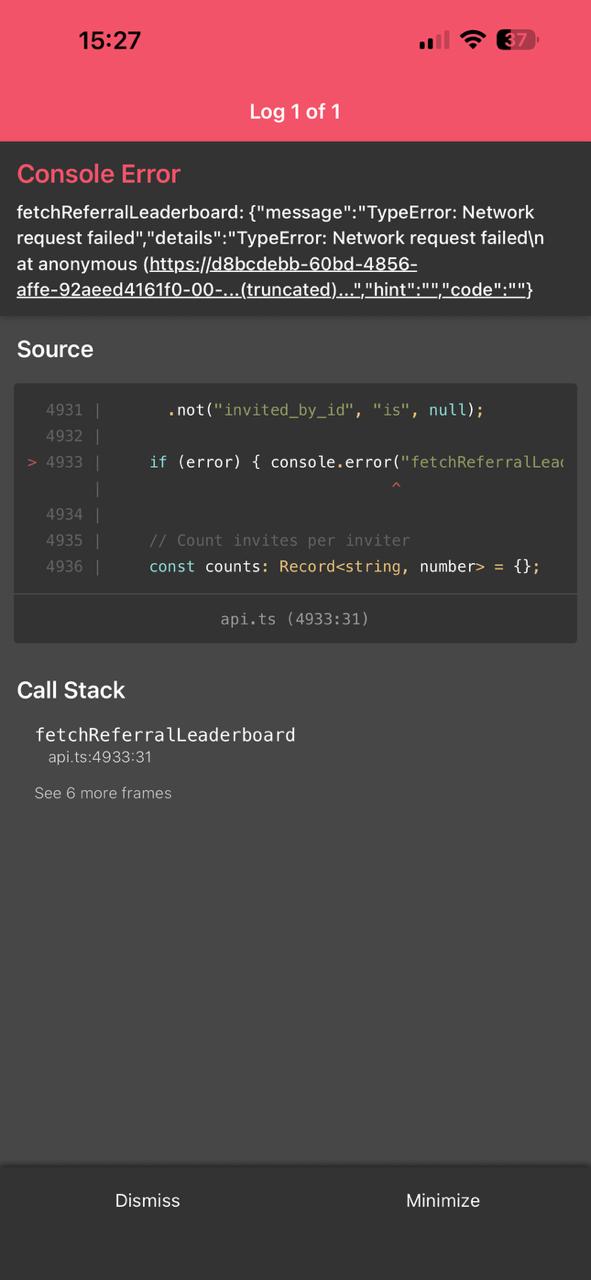 15:27
37
Log 1 of 1
Console Error
fetchReferralLeaderboard: {"message":"TypeError: Network
request failed","details":"TypeError: Network request failed\n
at anonymous (https://d8bcdebb-60bd-4856-
affe-92aeed4161f0-00-...(truncated)...","hint":"","code":""}
Source
4931 | .not("invited_by_id", "is", null);
4932 |
> 4933 | if (error) { console.error("fetchReferralLead
| ^
4934 |
4935 | // Count invites per inviter
4936 | const counts: Record<string, number> = {};
api.ts (4933:31)
Call Stack
fetchReferralLeaderboard
api.ts:4933:31
See 6 more frames
Dismiss
Minimize